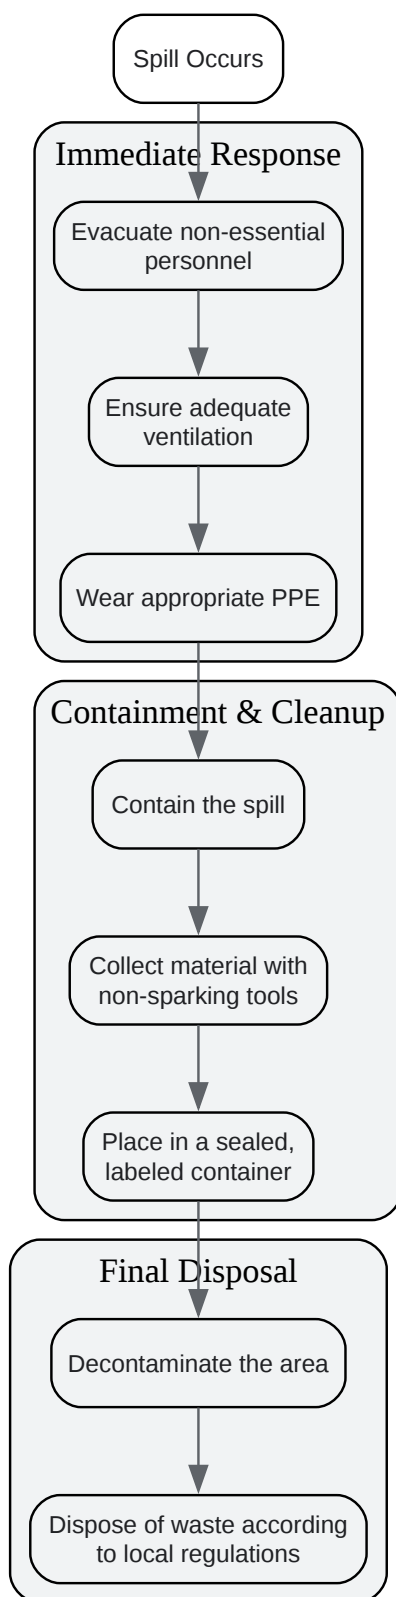 Spill Occurs
Immediate Response
Evacuate non-essential
personnel
Ensure adequate
ventilation
Wear appropriate PPE
Containment & Cleanup
Contain the spill
Collect material with
non-sparking tools
Place in a sealed,
labeled container
Final Disposal
Decontaminate the area
Dispose of waste according
to local regulations